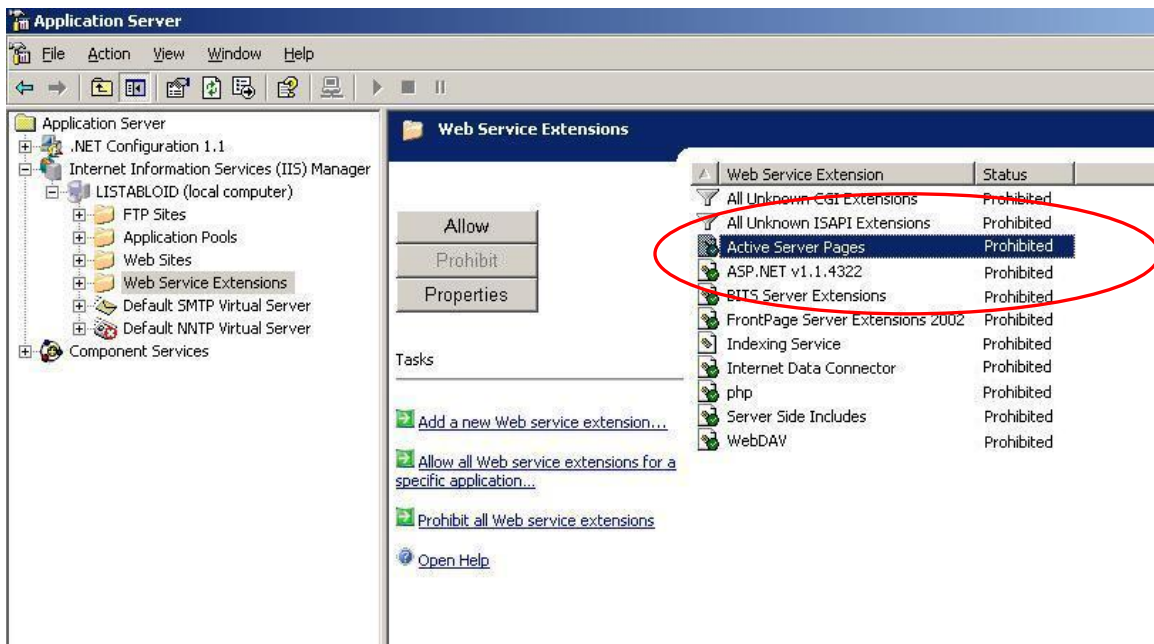 Application Server
File Action View Window Help
Application Server
.NET Configuration 1.1
Internet Information Services (IIS) Manager
LISTABLOID (local computer)
FTP Sites
Application Pools
Web Sites
Web Service Extensions
Default SMTP Virtual Server
Default NNTP Virtual Server
Component Services
Web Service Extensions
Allow
Prohibit
Properties
Tasks
Add a new Web service extension...
Allow all Web service extensions for a
specific application...
Prohibit all Web service extensions
Open Help
Web Service Extension Status
All Unknown CGI Extensions Prohibited
All Unknown ISAPI Extensions Prohibited
Active Server Pages Prohibited
ASP.NET v1.1.4322 Prohibited
BITS Server Extensions Prohibited
FrontPage Server Extensions 2002 Prohibited
Indexing Service Prohibited
Internet Data Connector Prohibited
php Prohibited
Server Side Includes Prohibited
WebDAV Prohibited